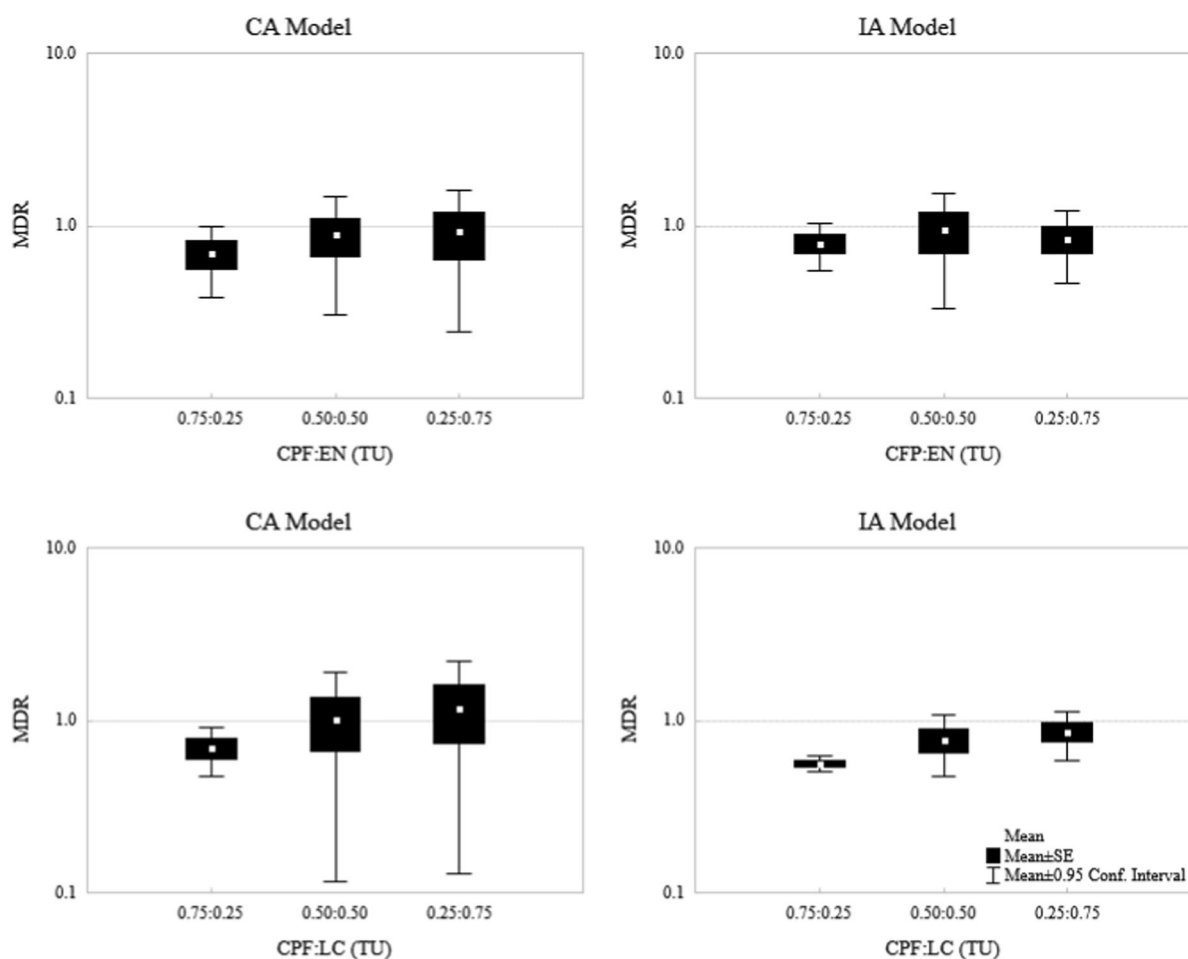 CA Model
10.0
MDR
1.0
0.1
0.75:0.25 0.50:0.50 0.25:0.75
CPF:EN (TU)
IA Model
10.0
MDR
1.0
0.1
0.75:0.25 0.50:0.50 0.25:0.75
CFP:EN (TU)
CA Model
10.0
MDR
1.0
0.1
0.75:0.25 0.50:0.50 0.25:0.75
CPF:LC (TU)
IA Model
10.0
MDR
1.0
0.1
Mean
Mean±SE
Mean±0.95 Conf. Interval
0.75:0.25 0.50:0.50 0.25:0.75
CPF:LC (TU)